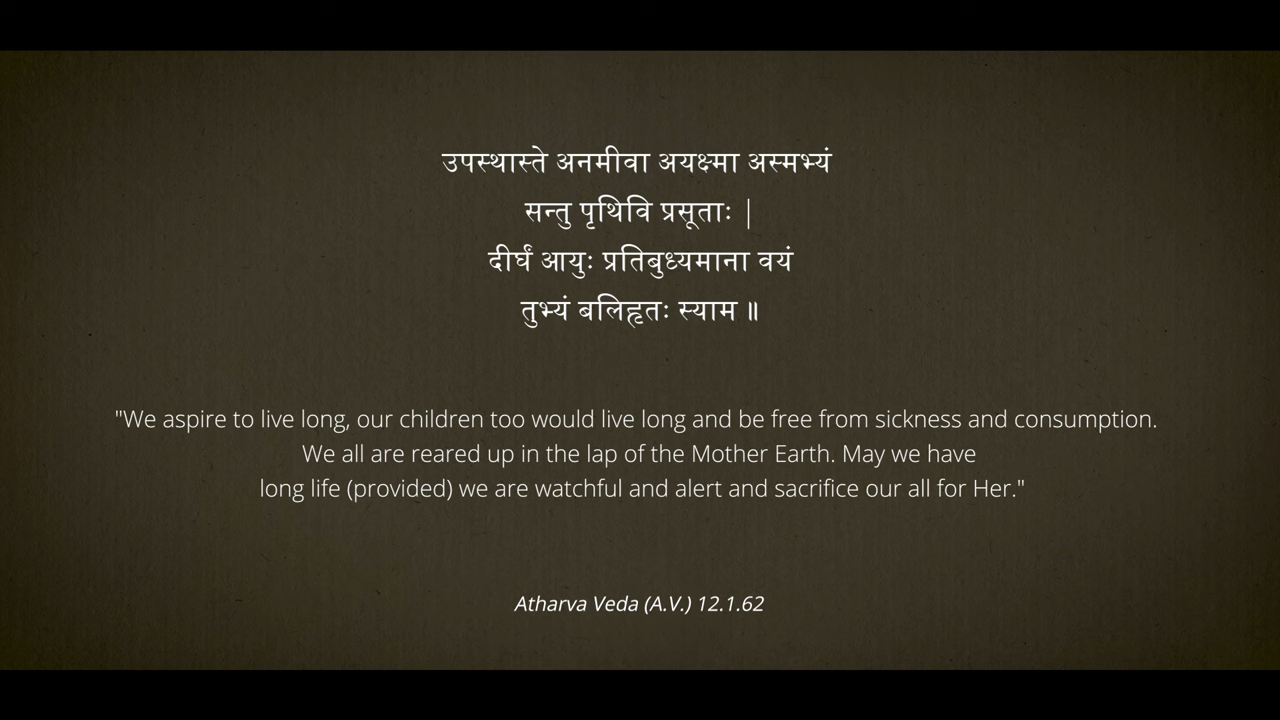 उपस्थास्ते अनमीवा अयक्ष्मा अस्मभ्यं
सन्तु पृथिवि प्रसूताः |
दीर्घं आयुः प्रतिबुध्यमाना वयं
तुभ्यं बलिहृतः स्याम ॥
"We aspire to live long, our children too would live long and be free from sickness and consumption.
We all are reared up in the lap of the Mother Earth. May we have
long life (provided) we are watchful and alert and sacrifice our all for Her."
Atharva Veda (A.V.) 12.1.62